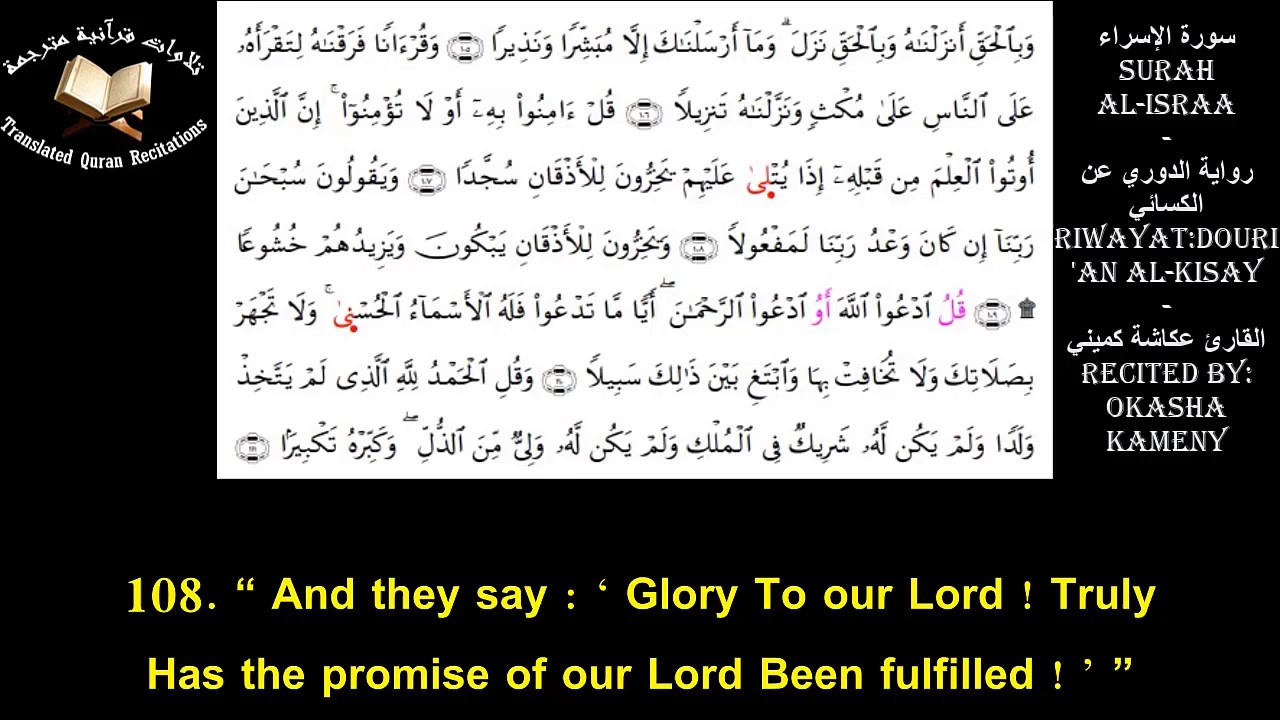 تلاوات قرآنية مترجمة
Translated Quran Recitations
وَبِٱلْحَقِّ أَنزَلْنَٰهُ وَبِٱلْحَقِّ نَزَلَ ۗ وَمَآ أَرْسَلْنَٰكَ إِلَّا مُبَشِّرًا وَنَذِيرًا ١٠٥ وَقُرْءَانًا فَرَقْنَٰهُ لِتَقْرَأَهُۥ
عَلَى ٱلنَّاسِ عَلَىٰ مُكْثٍ وَنَزَّلْنَٰهُ تَنزِيلًا ١٠٦ قُلْ ءَامِنُوا۟ بِهِۦٓ أَوْ لَا تُؤْمِنُوٓا۟ ۚ إِنَّ ٱلَّذِينَ
أُوتُوا۟ ٱلْعِلْمَ مِن قَبْلِهِۦٓ إِذَا يُتْلَىٰ عَلَيْهِمْ يَخِرُّونَ لِلْأَذْقَانِ سُجَّدًا ١٠٧ وَيَقُولُونَ سُبْحَٰنَ
رَبِّنَآ إِن كَانَ وَعْدُ رَبِّنَا لَمَفْعُولًا ١٠٨ وَيَخِرُّونَ لِلْأَذْقَانِ يَبْكُونَ وَيَزِيدُهُمْ خُشُوعًا
۩ ١٠٩ قُلُ ٱدْعُوا۟ ٱللَّهَ أَوُ ٱدْعُوا۟ ٱلرَّحْمَٰنَ ۖ أَيًّا مَّا تَدْعُوا۟ فَلَهُ ٱلْأَسْمَآءُ ٱلْحُسْنَىٰ ۚ وَلَا تَجْهَرْ
بِصَلَاتِكَ وَلَا تُخَافِتْ بِهَا وَٱبْتَغِ بَيْنَ ذَٰلِكَ سَبِيلًا ١١٠ وَقُلِ ٱلْحَمْدُ لِلَّهِ ٱلَّذِى لَمْ يَتَّخِذْ
وَلَدًا وَلَمْ يَكُن لَّهُۥ شَرِيكٌ فِى ٱلْمُلْكِ وَلَمْ يَكُن لَّهُۥ وَلِىٌّ مِّنَ ٱلذُّلِّ ۖ وَكَبِّرْهُ تَكْبِيرًا ١١١
سورة الإسراء
SURAH
AL-ISRAA
-
رواية الدوري عن
الكسائي
RIWAYAT:DOURI
'AN AL-KISAY
-
القارئ عكاشة كميني
RECITED BY:
OKASHA
KAMENY
108. “ And they say : ‘ Glory To our Lord ! Truly
Has the promise of our Lord Been fulfilled ! ’ ”